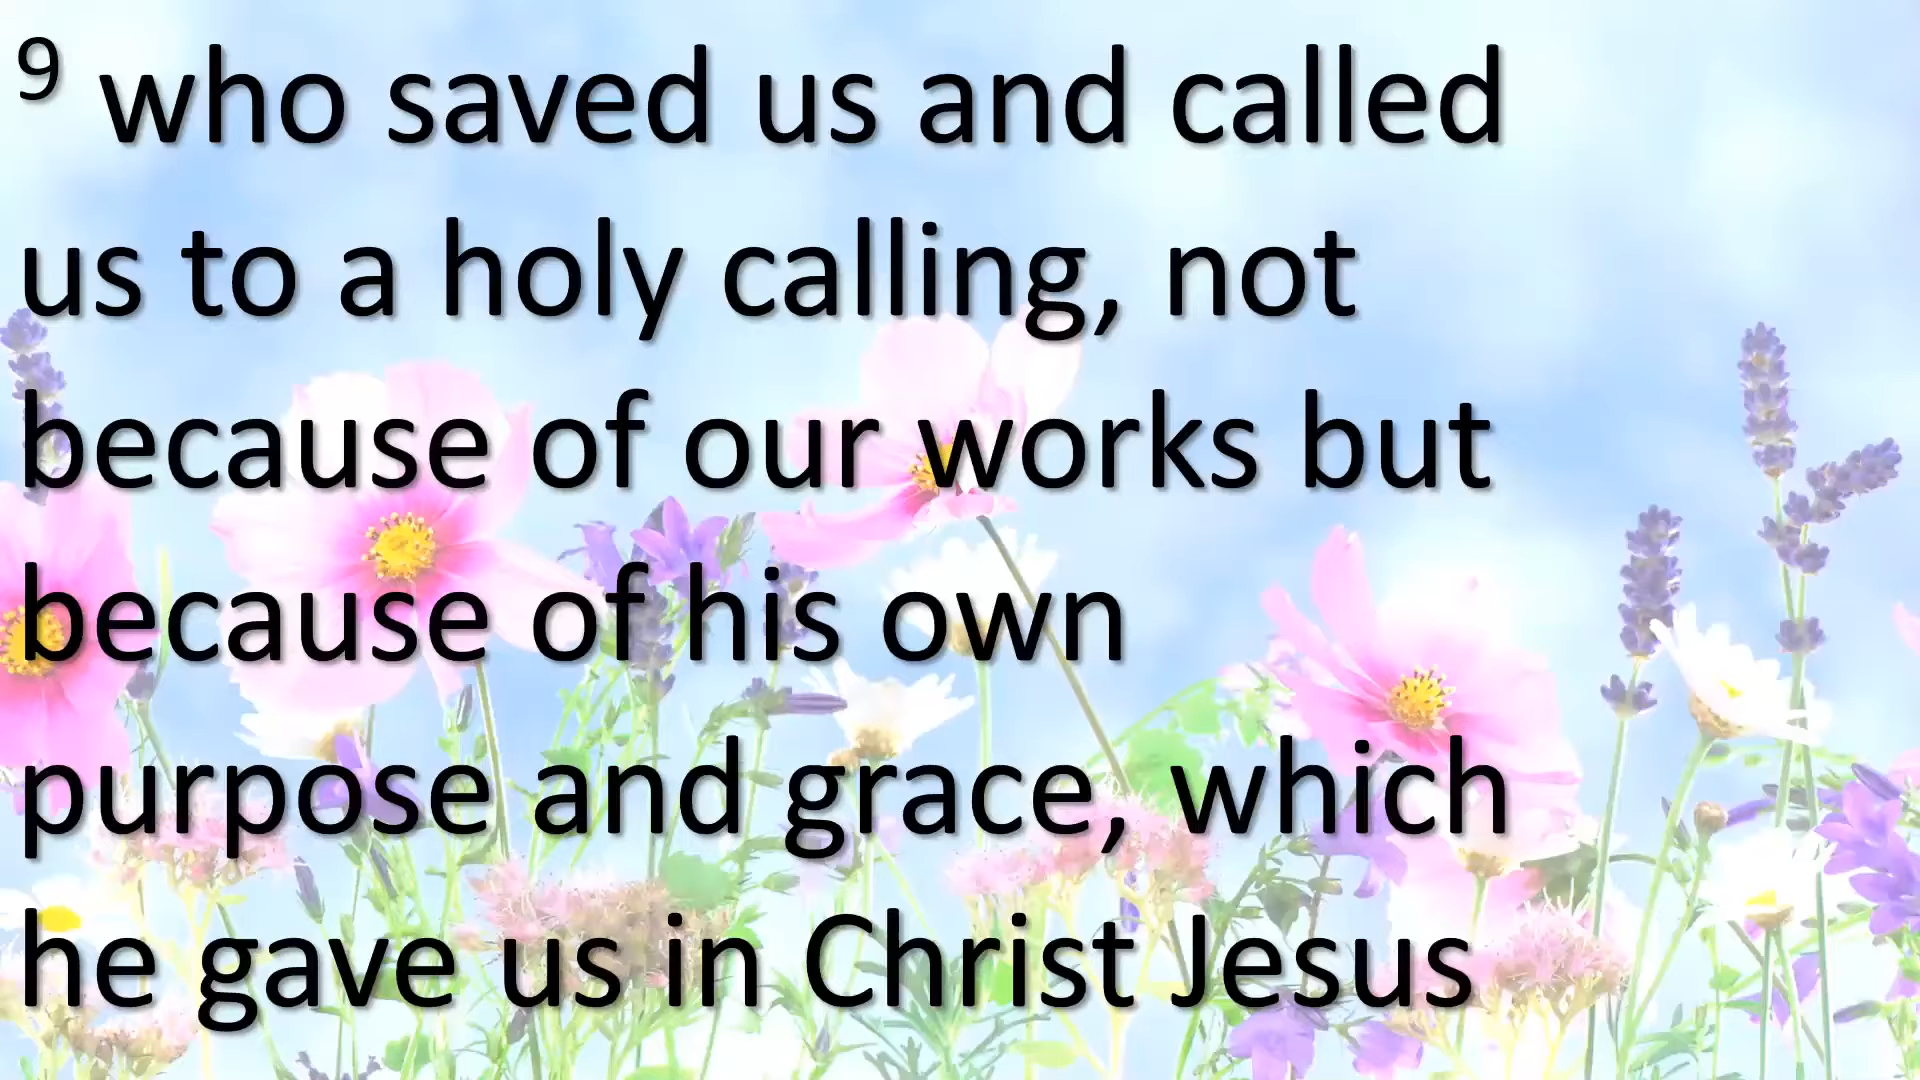 9 who saved us and called
us to a holy calling, not
because of our works but
because of his own
purpose and grace, which
he gave us in Christ Jesus